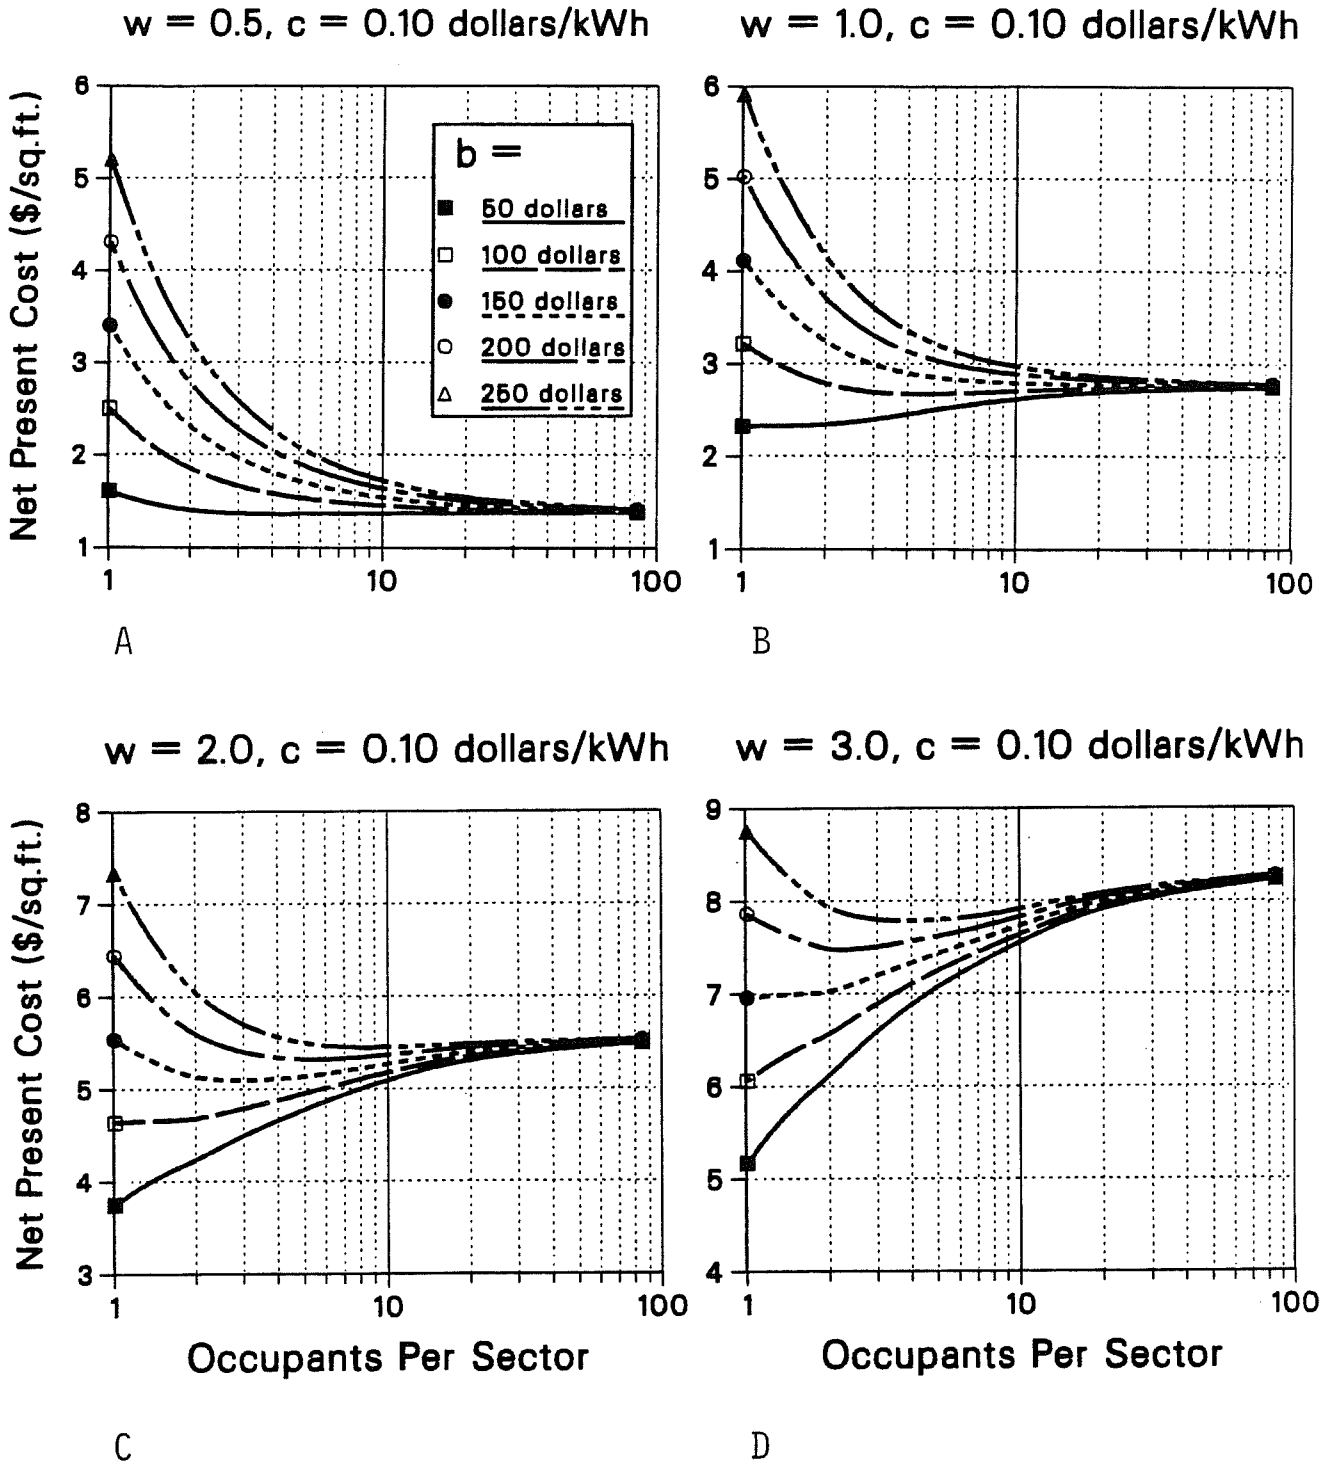 w = 0.5, c = 0.10 dollars/kWh
Net Present Cost ($/sq.ft.)
6
5
4
3
2
1
b =
50 dollars
100 dollars
150 dollars
200 dollars
250 dollars
1
10
100
A
w = 1.0, c = 0.10 dollars/kWh
6
5
4
3
2
1
1
10
100
B
w = 2.0, c = 0.10 dollars/kWh
Net Present Cost ($/sq.ft.)
8
7
6
5
4
3
1
10
100
Occupants Per Sector
C
w = 3.0, c = 0.10 dollars/kWh
9
8
7
6
5
4
1
10
100
Occupants Per Sector
D